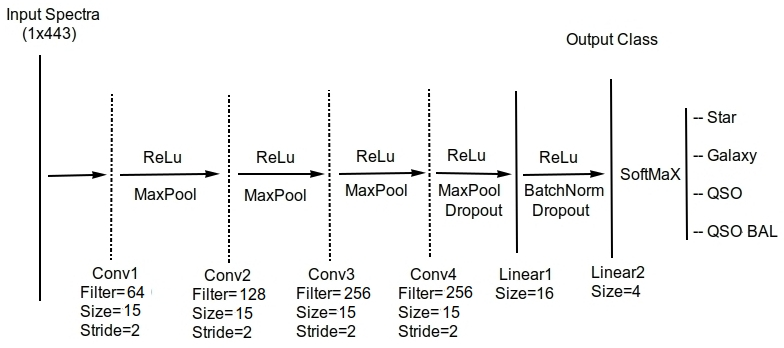 Input Spectra
(1x443)
Output Class
ReLu
MaxPool
ReLu
MaxPool
ReLu
MaxPool
ReLu
MaxPool
Dropout
ReLu
BatchNorm
Dropout
SoftMaX
-- Star
-- Galaxy
-- QSO
-- QSO BAL
Conv1
Filter=64
Size=15
Stride=2
Conv2
Filter=128
Size=15
Stride=2
Conv3
Filter=256
Size=15
Stride=2
Conv4
Filter=256
Size=15
Stride=2
Linear1
Size=16
Linear2
Size=4